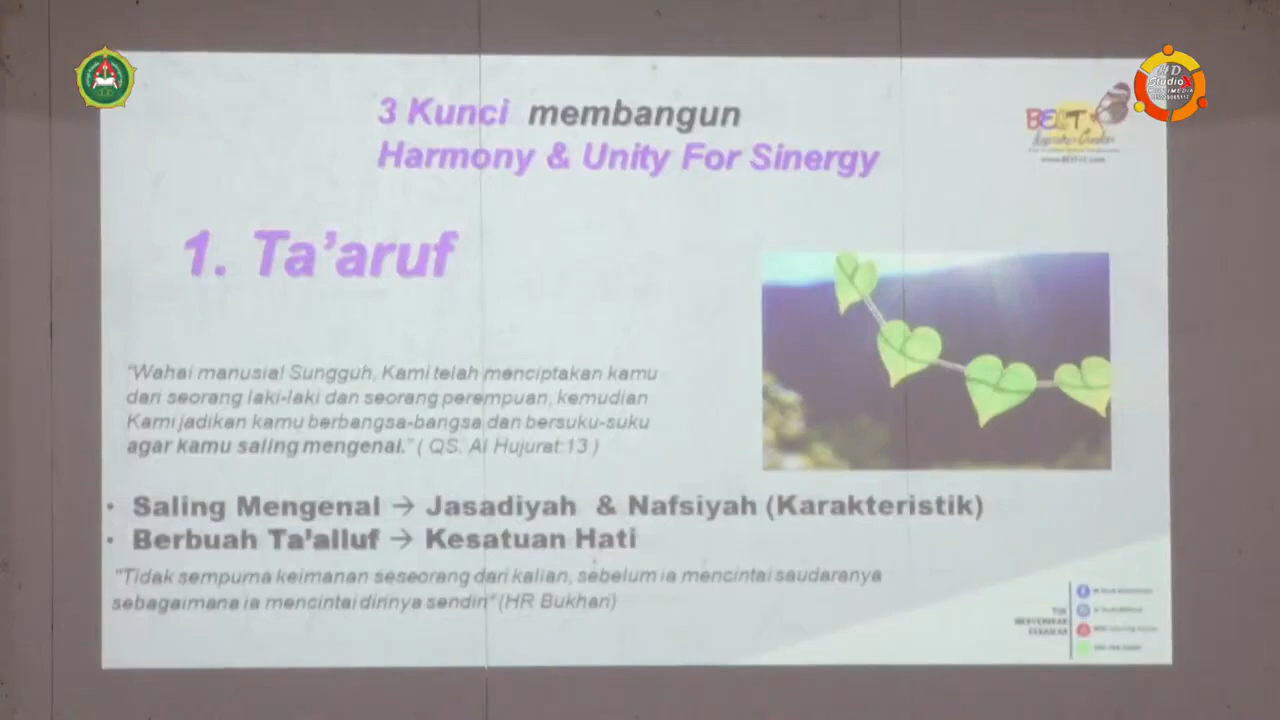 3 Kunci membangun
Harmony & Unity For Sinergy
1. Ta'aruf
"Wahai manusia! Sungguh, Kami telah menciptakan kamu
dari seorang laki-laki dan seorang perempuan, kemudian
Kami jadikan kamu berbangsa-bangsa dan bersuku-suku
agar kamu saling mengenal." ( QS. Al Hujurat:13 )
• Saling Mengenal → Jasadiyah & Nafsiyah (Karakteristik)
• Berbuah Ta'alluf → Kesatuan Hati
"Tidak sempurna keimanan seseorang dari kalian, sebelum ia mencintai saudaranya
sebagaimana ia mencintai dirinya sendiri" (HR Bukhari)
Studio